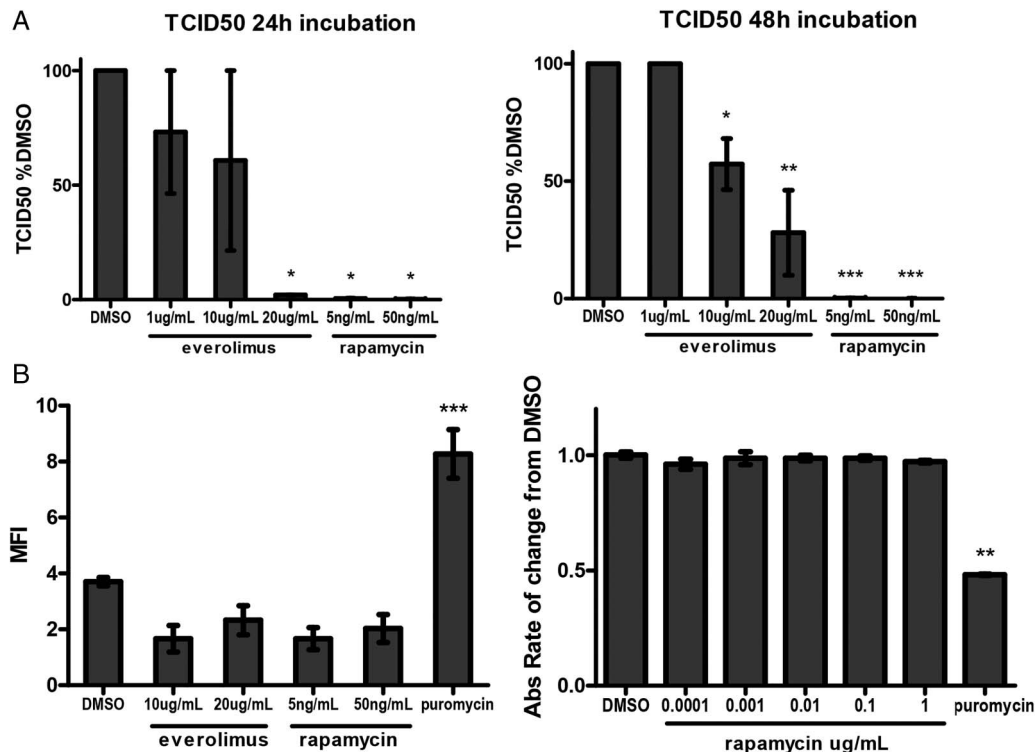 A
TCID50 24h incubation
TCID50 %DMSO
100
50
0
*
*
*
DMSO 1ug/mL 10ug/mL 20ug/mL 5ng/mL 50ng/mL
everolimus rapamycin
TCID50 48h incubation
TCID50 %DMSO
100
50
0
*
**
***
***
DMSO 1ug/mL 10ug/mL 20ug/mL 5ng/mL 50ng/mL
everolimus rapamycin
B
MFI
10
8
6
4
2
0
***
DMSO 10ug/mL 20ug/mL 5ng/mL 50ng/mL puromycin
everolimus rapamycin
Abs Rate of change from DMSO
1.0
0.5
0.0
**
DMSO 0.0001 0.001 0.01 0.1 1 puromycin
rapamycin ug/mL